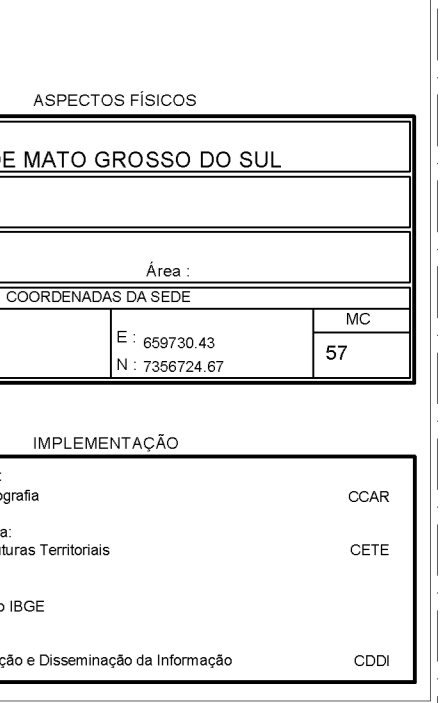 ASPECTOS FÍSICOS
DE MATO GROSSO DO SUL
Área :
COORDENADAS DA SEDE
MC
E : 659730.43
57
N : 7356724.67
IMPLEMENTAÇÃO
:
ografia CCAR
a:
uturas Territoriais CETE
o IBGE
ção e Disseminação da Informação CDDI